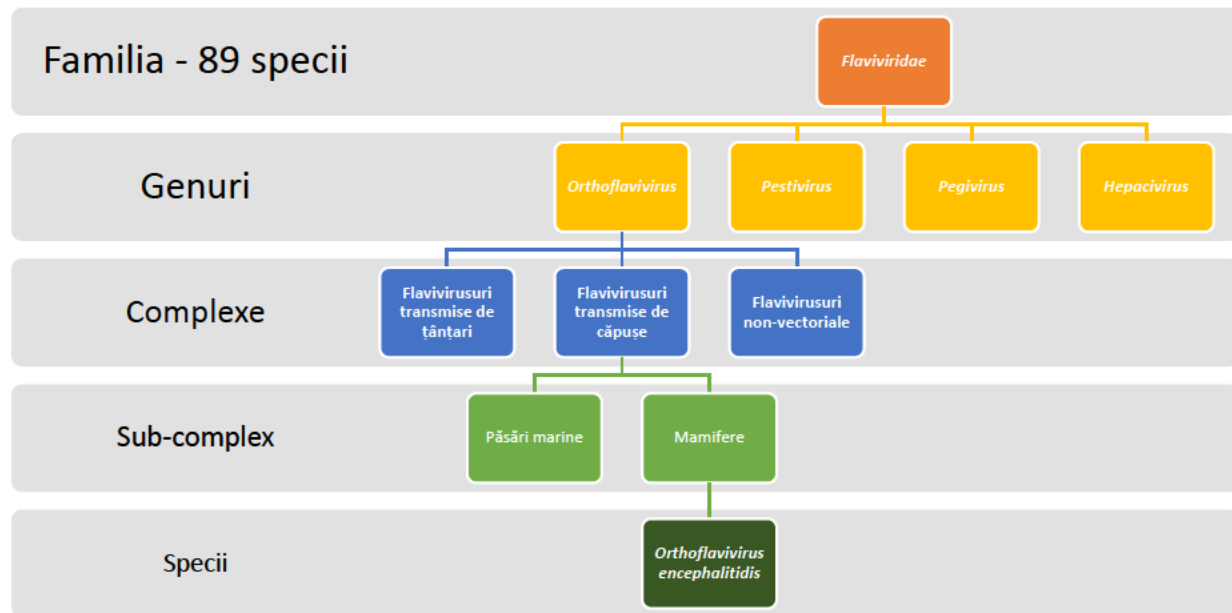 Familia - 89 specii
Flaviviridae
Genuri
Orthoflavivirus
Pestivirus
Pegivirus
Hepacivirus
Complexe
Flavivirusuri
transmise de
țânțari
Flavivirusuri
transmise de
căpușe
Flavivirusuri
non-vectoriale
Sub-complex
Păsări marine
Mamifere
Specii
Orthoflavivirus
encephalitidis